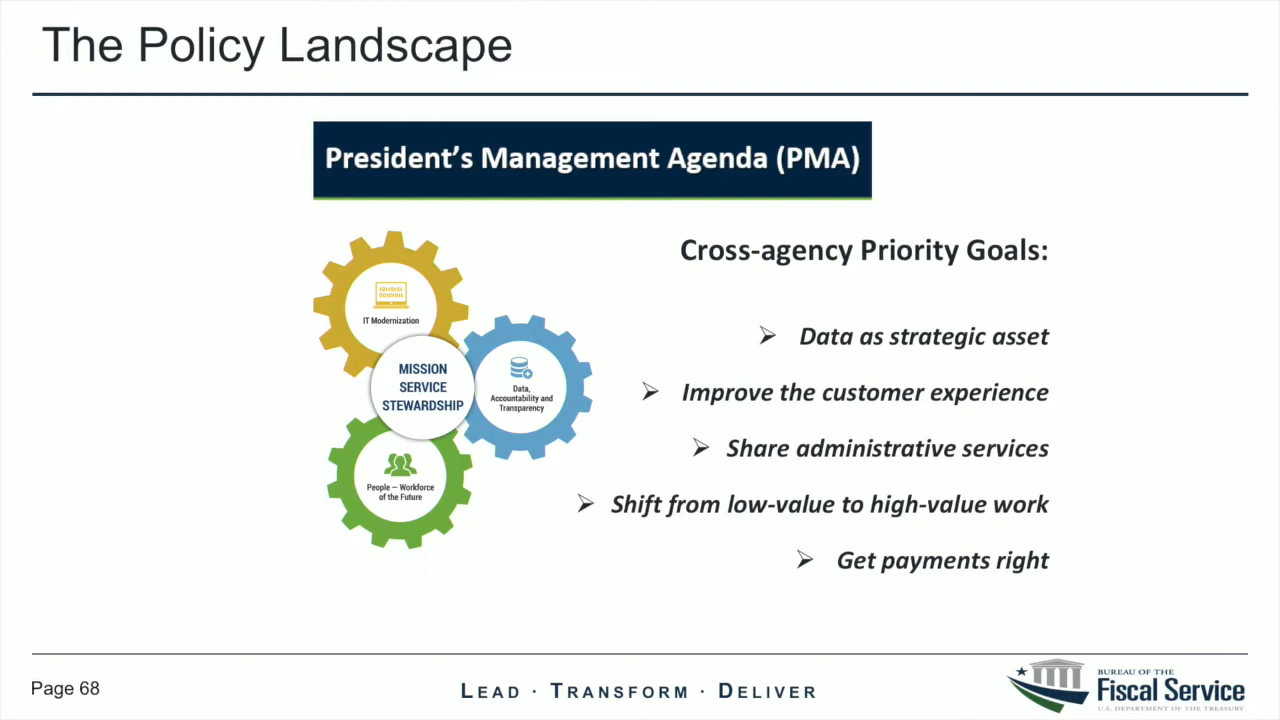 The Policy Landscape
President's Management Agenda (PMA)
IT Modernization
MISSION
SERVICE
STEWARDSHIP
Data,
Accountability and
Transparency
People – Workforce
of the Future
Cross-agency Priority Goals:
➢ Data as strategic asset
➢ Improve the customer experience
➢ Share administrative services
➢ Shift from low-value to high-value work
➢ Get payments right
Page 68
LEAD · TRANSFORM · DELIVER
BUREAU OF THE
Fiscal Service
U.S. DEPARTMENT OF THE TREASURY